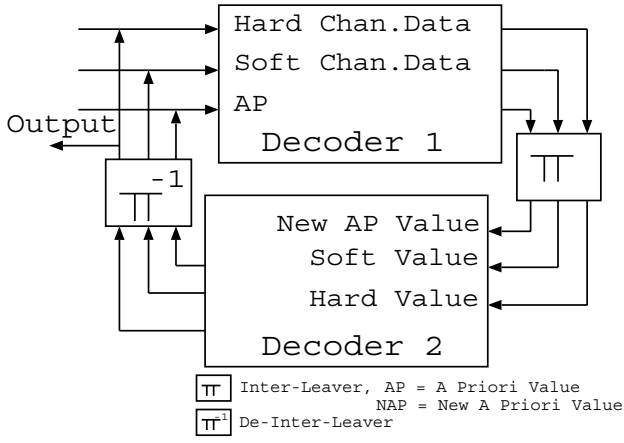 Hard Chan.Data
Soft Chan.Data
AP
Output
Decoder 1
π
π-1
New AP Value
Soft Value
Hard Value
Decoder 2
π Inter-Leaver, AP = A Priori Value
NAP = New A Priori Value
π-1 De-Inter-Leaver